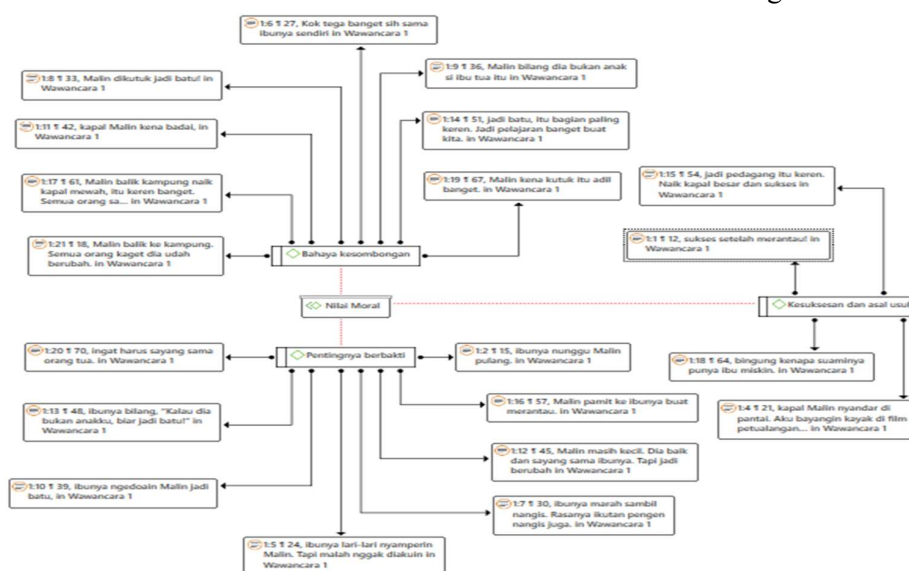 1:6 ¶ 27, Kok tega banget sih sama
ibunya sendiri in Wawancara 1
1:8 ¶ 33, Malin dikutuk jadi batu! in
Wawancara 1
1:9 ¶ 36, Malin bilang dia bukan anak
si ibu tua itu in Wawancara 1
1:11 ¶ 42, kapal Malin kena badai, in
Wawancara 1
1:14 ¶ 51, jadi batu, itu bagian paling
keren. Jadi pelajaran banget buat
kita. in Wawancara 1
1:17 ¶ 61, Malin balik kampung naik
kapal mewah, itu keren banget.
Semua orang sa... in Wawancara 1
1:19 ¶ 67, Malin kena kutuk itu adil
banget. in Wawancara 1
1:15 ¶ 54, jadi pedagang itu keren.
Naik kapal besar dan sukses in
Wawancara 1
1:21 ¶ 18, Malin balik ke kampung.
Semua orang kaget dia udah
berubah. in Wawancara 1
Bahaya kesombongan
1:1 ¶ 12, sukses setelah merantau! in
Wawancara 1
Nilai Moral
Kesuksesan dan asal usul
1:20 ¶ 70, ingat harus sayang sama
orang tua. in Wawancara 1
Pentingnya berbakti
1:2 ¶ 15, ibunya nunggu Malin
pulang. in Wawancara 1
1:18 ¶ 64, bingung kenapa suaminya
punya ibu miskin. in Wawancara 1
1:13 ¶ 48, ibunya bilang, "Kalau dia
bukan anakku, biar jadi batu!" in
Wawancara 1
1:16 ¶ 57, Malin pamit ke ibunya buat
merantau. in Wawancara 1
1:4 ¶ 21, kapal Malin nyandar di
pantai. Aku bayangin kayak di film
petualangan... in Wawancara 1
1:12 ¶ 45, Malin masih kecil. Dia baik
dan sayang sama ibunya. Tapi jadi
berubah in Wawancara 1
1:10 ¶ 39, ibunya ngedoain Malin jadi
batu, in Wawancara 1
1:7 ¶ 30, ibunya marah sambil
nangis. Rasanya ikutan pengen
nangis juga. in Wawancara 1
1:5 ¶ 24, ibunya lari-lari nyamperin
Malin. Tapi malah nggak diakuin in
Wawancara 1